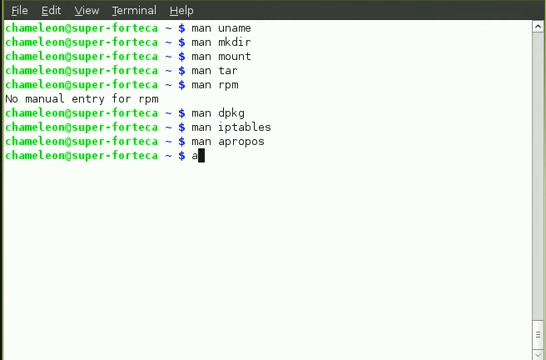 File Edit View Terminal Help
chameleon@super-forteca ~ $ man uname
chameleon@super-forteca ~ $ man mkdir
chameleon@super-forteca ~ $ man mount
chameleon@super-forteca ~ $ man tar
chameleon@super-forteca ~ $ man rpm
No manual entry for rpm
chameleon@super-forteca ~ $ man dpkg
chameleon@super-forteca ~ $ man iptables
chameleon@super-forteca ~ $ man apropos
chameleon@super-forteca ~ $ a